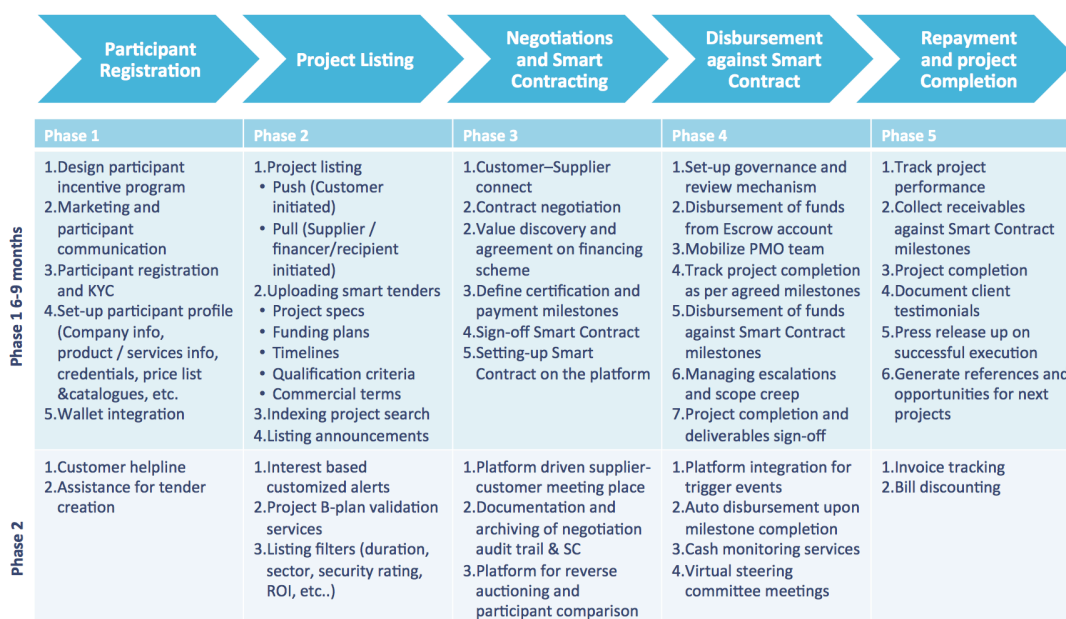 Participant
Registration
Project Listing
Negotiations
and Smart
Contracting
Disbursement
against Smart
Contract
Repayment
and project
Completion
Phase 1
Phase 2
Phase 3
Phase 4
Phase 5
Phase 1 6-9 months
1.Design participant
incentive program
2.Marketing and
participant
communication
3.Participant registration
and KYC
4.Set-up participant profile
(Company info,
product / services info,
credentials, price list
&catalogues, etc.
5.Wallet integration
1.Project listing
• Push (Customer
initiated)
• Pull (Supplier /
financer/recipient
initiated)
2.Uploading smart tenders
• Project specs
• Funding plans
• Timelines
• Qualification criteria
• Commercial terms
3.Indexing project search
4.Listing announcements
1.Customer–Supplier
connect
2.Contract negotiation
2.Value discovery and
agreement on financing
scheme
3.Define certification and
payment milestones
4.Sign-off Smart Contract
5.Setting-up Smart
Contract on the platform
1.Set-up governance and
review mechanism
2.Disbursement of funds
from Escrow account
3.Mobilize PMO team
4.Track project completion
as per agreed milestones
5.Disbursement of funds
against Smart Contract
milestones
6.Managing escalations
and scope creep
7.Project completion and
deliverables sign-off
1.Track project
performance
2.Collect receivables
against Smart Contract
milestones
3.Project completion
4.Document client
testimonials
5.Press release up on
successful execution
6.Generate references and
opportunities for next
projects
Phase 2
1.Customer helpline
2.Assistance for tender
creation
1.Interest based
customized alerts
2.Project B-plan validation
services
3.Listing filters (duration,
sector, security rating,
ROI, etc..)
1.Platform driven supplier-
customer meeting place
2.Documentation and
archiving of negotiation
audit trail & SC
3.Platform for reverse
auctioning and
participant comparison
1.Platform integration for
trigger events
2.Auto disbursement upon
milestone completion
3.Cash monitoring services
4.Virtual steering
committee meetings
1.Invoice tracking
2.Bill discounting